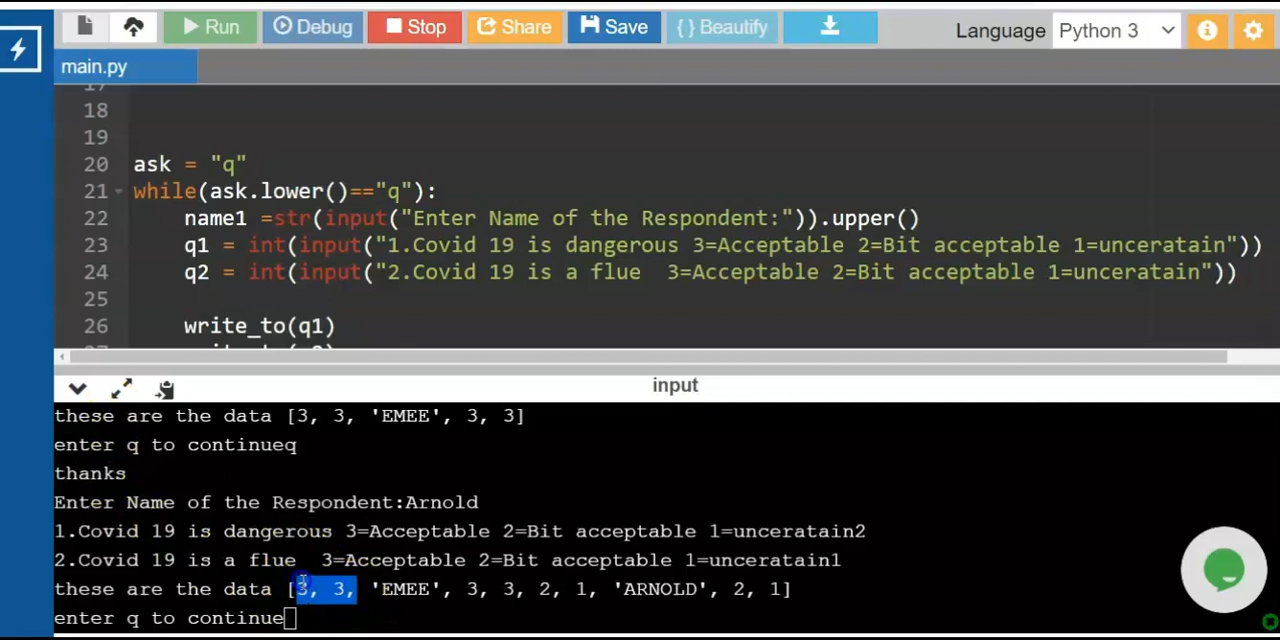 Run Debug Stop Share Save { } Beautify Language Python 3
main.py
17
18
19
20 ask = "q"
21 while(ask.lower()=="q"):
22 name1 =str(input("Enter Name of the Respondent:")).upper()
23 q1 = int(input("1.Covid 19 is dangerous 3=Acceptable 2=Bit acceptable 1=unceratain"))
24 q2 = int(input("2.Covid 19 is a flue  3=Acceptable 2=Bit acceptable 1=unceratain"))
25
26 write_to(q1)
input
these are the data [3, 3, 'EMEE', 3, 3]
enter q to continueq
thanks
Enter Name of the Respondent:Arnold
1.Covid 19 is dangerous 3=Acceptable 2=Bit acceptable 1=unceratain2
2.Covid 19 is a flue  3=Acceptable 2=Bit acceptable 1=unceratain1
these are the data [3, 3, 'EMEE', 3, 3, 2, 1, 'ARNOLD', 2, 1]
enter q to continue